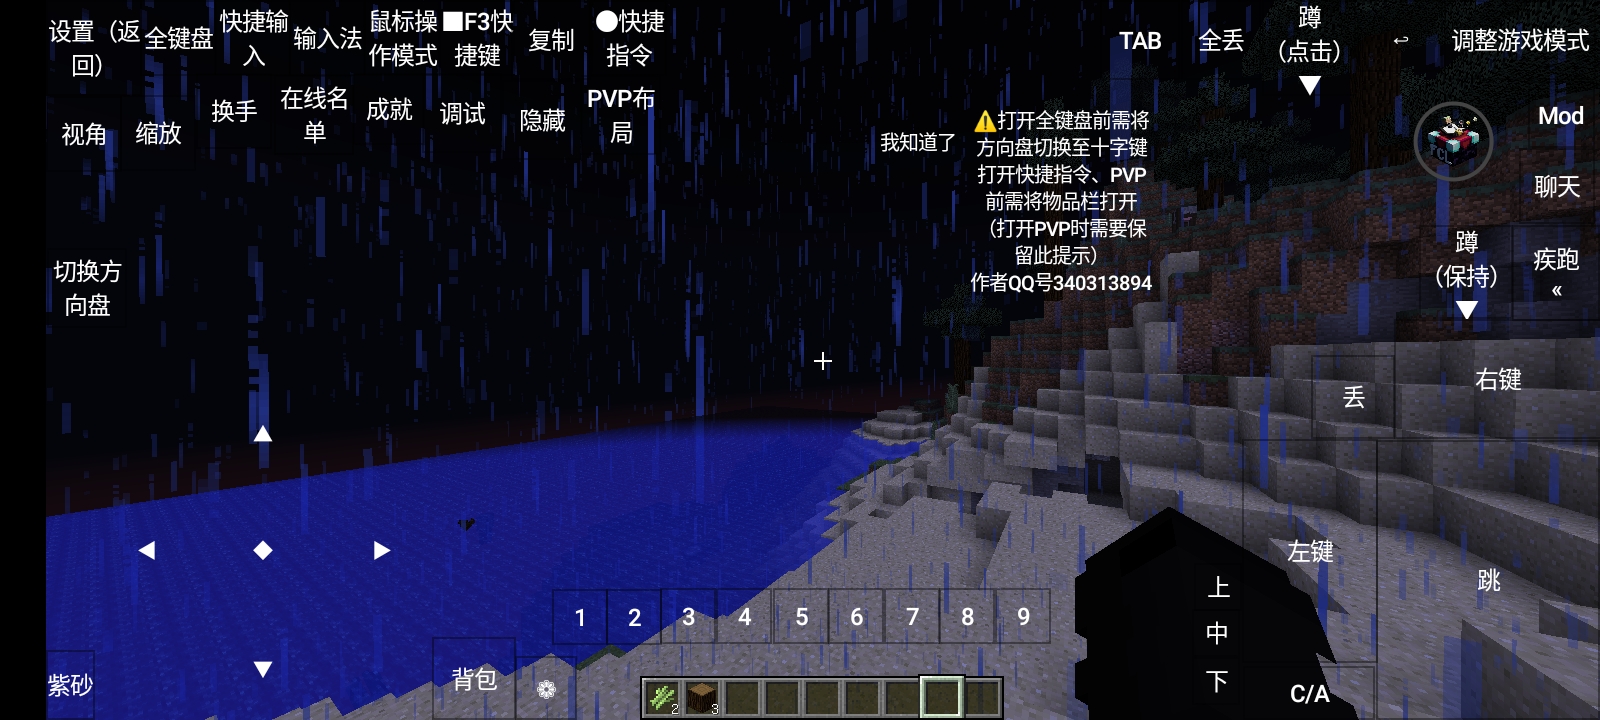 设置（返
回）
全键盘
快捷输
入
输入法
鼠标操
作模式
■F3快
捷键
复制
●快捷
指令
TAB
全丢
蹲
（点击）
▼
↩
调整游戏模式
视角
缩放
换手
在线名
单
成就
调试
隐藏
PVP布
局
我知道了
⚠️打开全键盘前需将
方向盘切换至十字键
打开快捷指令、PVP
前需将物品栏打开
（打开PVP时需要保
留此提示）
作者QQ号340313894
FCL
Mod
聊天
切换方
向盘
蹲
（保持）
▼
疾跑
«
右键
丢
▲
◀
◆
▶
▼
左键
跳
上
中
下
1
2
3
4
5
6
7
8
9
紫砂
背包
❁
2
3
C/A